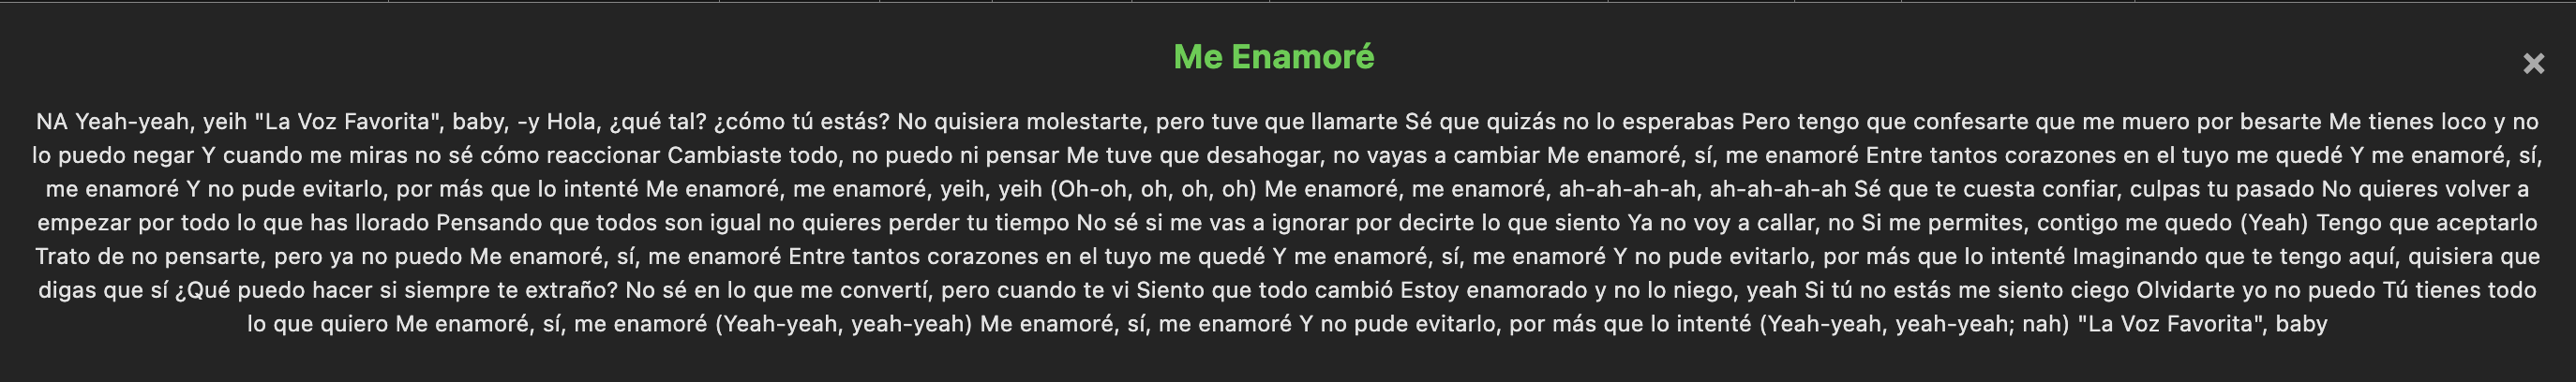 Me Enamoré
×
NA Yeah-yeah, yeih "La Voz Favorita", baby, -y Hola, ¿qué tal? ¿cómo tú estás? No quisiera molestarte, pero tuve que llamarte Sé que quizás no lo esperabas Pero tengo que confesarte que me muero por besarte Me tienes loco y no
lo puedo negar Y cuando me miras no sé cómo reaccionar Cambiaste todo, no puedo ni pensar Me tuve que desahogar, no vayas a cambiar Me enamoré, sí, me enamoré Entre tantos corazones en el tuyo me quedé Y me enamoré, sí,
me enamoré Y no pude evitarlo, por más que lo intenté Me enamoré, me enamoré, yeih, yeih (Oh-oh, oh, oh, oh) Me enamoré, me enamoré, ah-ah-ah-ah, ah-ah-ah-ah Sé que te cuesta confiar, culpas tu pasado No quieres volver a
empezar por todo lo que has llorado Pensando que todos son igual no quieres perder tu tiempo No sé si me vas a ignorar por decirte lo que siento Ya no voy a callar, no Si me permites, contigo me quedo (Yeah) Tengo que aceptarlo
Trato de no pensarte, pero ya no puedo Me enamoré, sí, me enamoré Entre tantos corazones en el tuyo me quedé Y me enamoré, sí, me enamoré Y no pude evitarlo, por más que lo intenté Imaginando que te tengo aquí, quisiera que
digas que sí ¿Qué puedo hacer si siempre te extraño? No sé en lo que me convertí, pero cuando te vi Siento que todo cambió Estoy enamorado y no lo niego, yeah Si tú no estás me siento ciego Olvidarte yo no puedo Tú tienes todo
lo que quiero Me enamoré, sí, me enamoré (Yeah-yeah, yeah-yeah) Me enamoré, sí, me enamoré Y no pude evitarlo, por más que lo intenté (Yeah-yeah, yeah-yeah; nah) "La Voz Favorita", baby